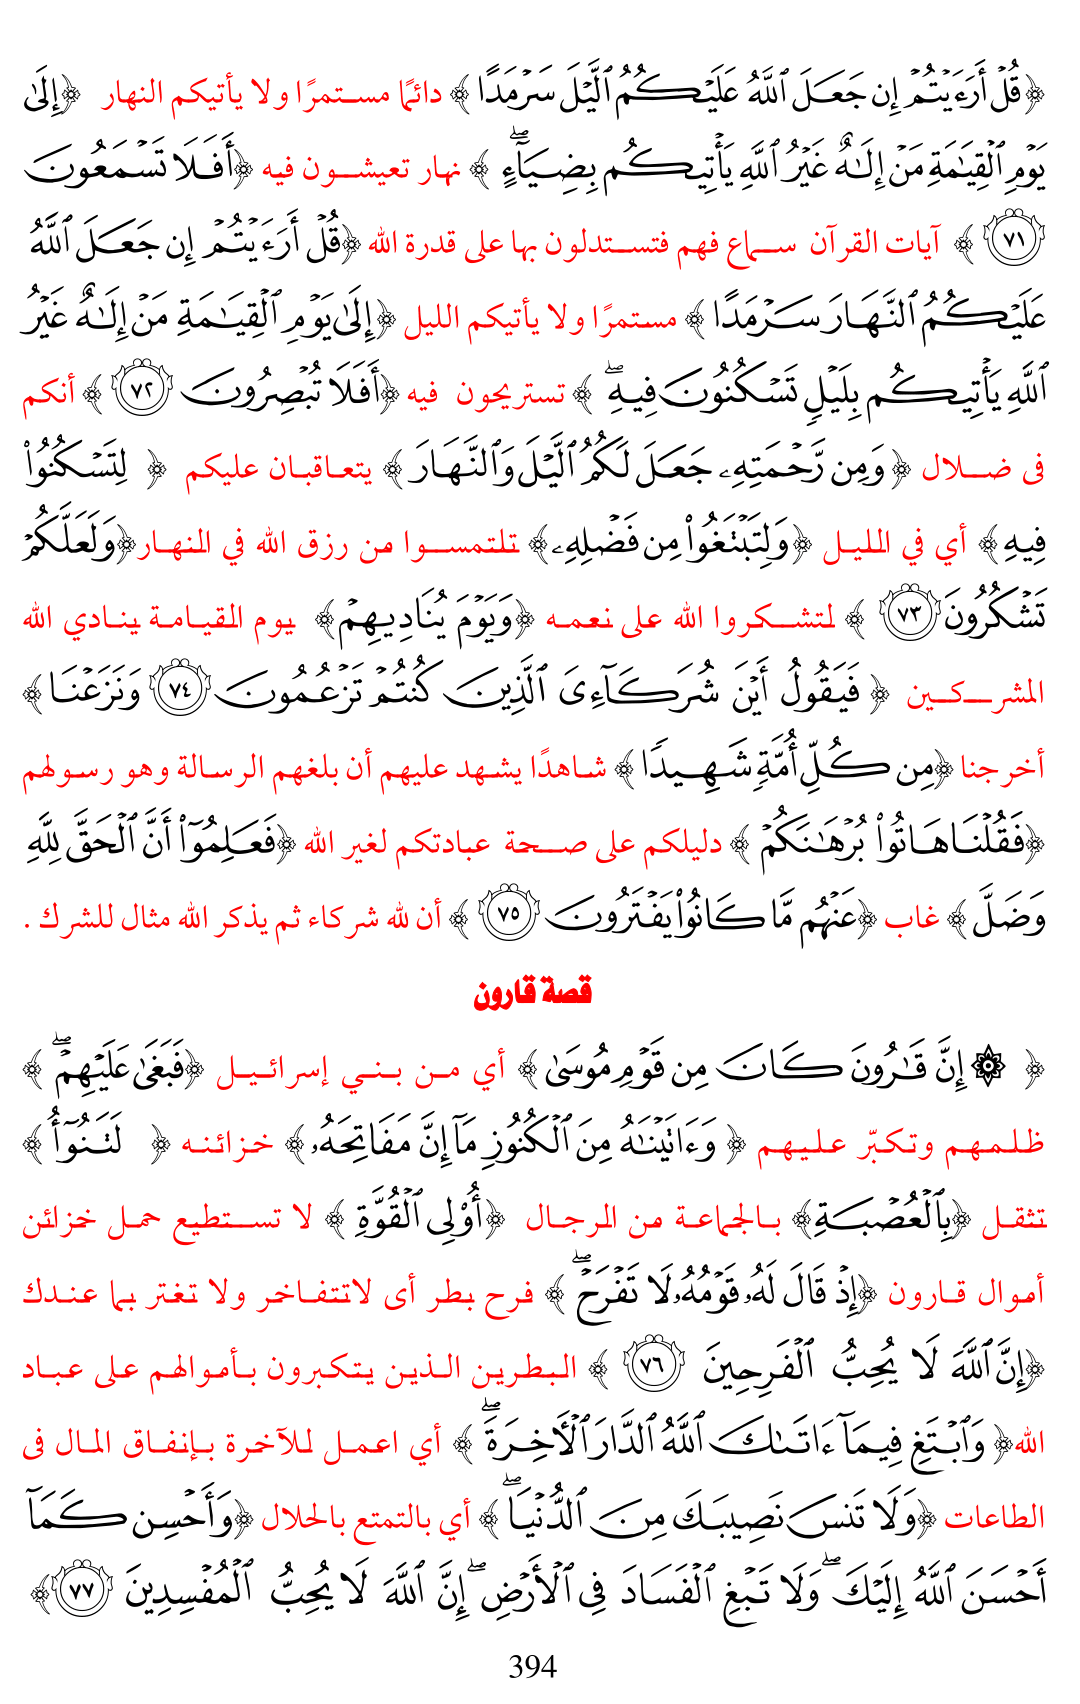 ﴿قُلْ أَرَءَيْتُمْ إِن جَعَلَ ٱللَّهُ عَلَيْكُمُ ٱلَّيْلَ سَرْمَدًا ﴾ دائمًا مستمرًا ولا يأتيكم النهار ﴿إِلَىٰ
يَوْمِ ٱلْقِيَٰمَةِ مَنْ إِلَٰهٌ غَيْرُ ٱللَّهِ يَأْتِيكُم بِضِيَآءٍۖ ﴾ نهار تعيشون فيه ﴿أَفَلَا تَسْمَعُونَ
٧١ ﴾ آيات القرآن سماع فهم فتستدلون بها على قدرة الله ﴿قُلْ أَرَءَيْتُمْ إِن جَعَلَ ٱللَّهُ
عَلَيْكُمُ ٱلنَّهَارَ سَرْمَدًا ﴾ مستمرًا ولا يأتيكم الليل ﴿إِلَىٰ يَوْمِ ٱلْقِيَٰمَةِ مَنْ إِلَٰهٌ غَيْرُ
ٱللَّهِ يَأْتِيكُم بِلَيْلٍ تَسْكُنُونَ فِيهِۖ ﴾ تستريحون فيه ﴿أَفَلَا تُبْصِرُونَ ٧٢ ﴾ أنكم
فى ضلال ﴿ وَمِن رَّحْمَتِهِۦ جَعَلَ لَكُمُ ٱلَّيْلَ وَٱلنَّهَارَ ﴾ يتعاقبان عليكم ﴿ لِتَسْكُنُوا۟
فِيهِ ﴾ أي في الليل ﴿وَلِتَبْتَغُوا۟ مِن فَضْلِهِۦ﴾ تلتمسوا من رزق الله في النهار﴿وَلَعَلَّكُمْ
تَشْكُرُونَ ٧٣ ﴾ لتشكروا الله على نعمه ﴿وَيَوْمَ يُنَادِيهِمْ﴾ يوم القيامة ينادي الله
المشركين ﴿ فَيَقُولُ أَيْنَ شُرَكَآءِىَ ٱلَّذِينَ كُنتُمْ تَزْعُمُونَ ٧٤ وَنَزَعْنَا ﴾
أخرجنا ﴿مِن كُلِّ أُمَّةٍ شَهِيدًا ﴾ شاهدًا يشهد عليهم أن بلغهم الرسالة وهو رسولهم
﴿فَقُلْنَا هَاتُوا۟ بُرْهَٰنَكُمْ ﴾ دليلكم على صحة عبادتكم لغير الله ﴿فَعَلِمُوٓا۟ أَنَّ ٱلْحَقَّ لِلَّهِ
وَضَلَّ ﴾ غاب ﴿عَنْهُم مَّا كَانُوا۟ يَفْتَرُونَ ٧٥ ﴾ أن لله شركاء ثم يذكر الله مثال للشرك .
قصة قارون
﴿ ۞ إِنَّ قَٰرُونَ كَانَ مِن قَوْمِ مُوسَىٰ ﴾ أي من بني إسرائيل ﴿فَبَغَىٰ عَلَيْهِمْۖ ﴾
ظلمهم وتكبّر عليهم ﴿ وَءَاتَيْنَٰهُ مِنَ ٱلْكُنُوزِ مَآ إِنَّ مَفَاتِحَهُۥ ﴾ خزائنه ﴿ لَتَنُوٓأُ ﴾
تثقل ﴿بِٱلْعُصْبَةِ﴾ بالجماعة من الرجال ﴿أُو۟لِى ٱلْقُوَّةِ ﴾ لا تستطيع حمل خزائن
أموال قارون ﴿إِذْ قَالَ لَهُۥ قَوْمُهُۥ لَا تَفْرَحْۖ ﴾ فرح بطر أى لاتتفاخر ولا تغتر بما عندك
﴿إِنَّ ٱللَّهَ لَا يُحِبُّ ٱلْفَرِحِينَ ٧٦ ﴾ البطرين الذين يتكبرون بأموالهم على عباد
الله﴿ وَٱبْتَغِ فِيمَآ ءَاتَىٰكَ ٱللَّهُ ٱلدَّارَ ٱلْأَخِرَةَۖ ﴾ أي اعمل للآخرة بإنفاق المال فى
الطاعات ﴿وَلَا تَنسَ نَصِيبَكَ مِنَ ٱلدُّنْيَاۖ ﴾ أي بالتمتع بالحلال ﴿وَأَحْسِن كَمَآ
أَحْسَنَ ٱللَّهُ إِلَيْكَۖ وَلَا تَبْغِ ٱلْفَسَادَ فِى ٱلْأَرْضِۖ إِنَّ ٱللَّهَ لَا يُحِبُّ ٱلْمُفْسِدِينَ ٧٧ ﴾
394